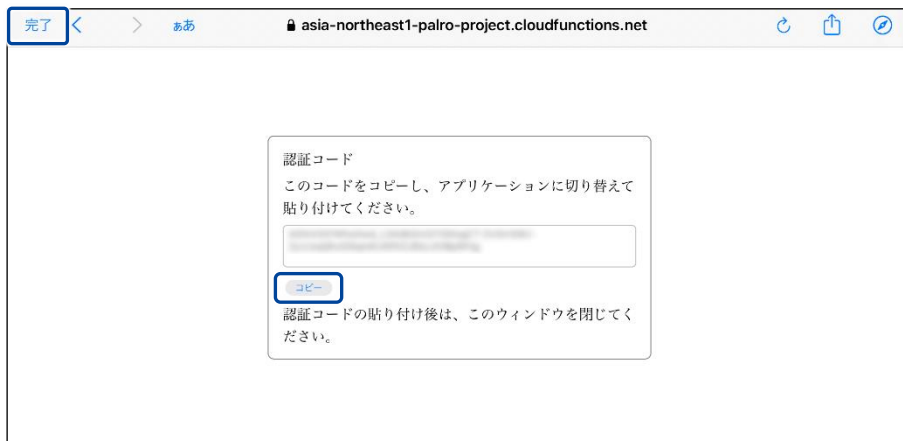 完了
ぁあ
asia-northeast1-palro-project.cloudfunctions.net
認証コード
このコードをコピーし、アプリケーションに切り替えて
貼り付けてください。
コピー
認証コードの貼り付け後は、このウィンドウを閉じてく
ださい。